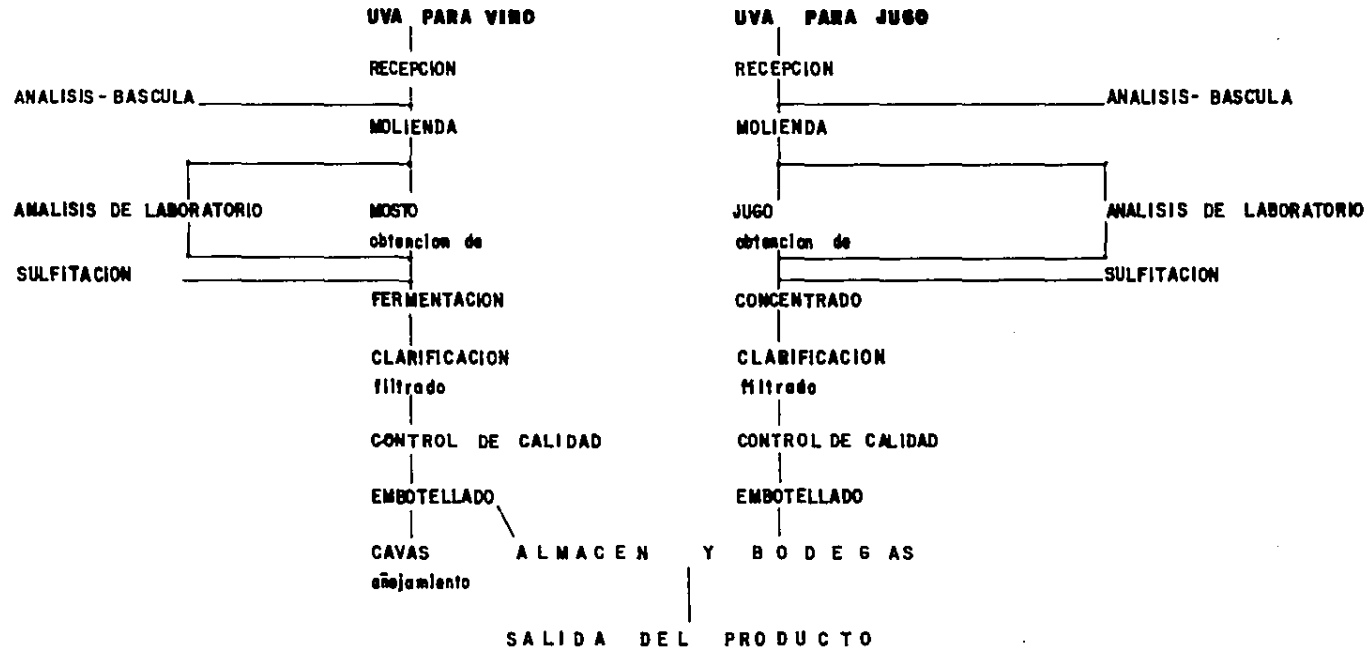 UVA PARA VINO
UVA PARA JUGO
RECEPCION
RECEPCION
ANALISIS-BASCULA
ANALISIS- BASCULA
MOLIENDA
MOLIENDA
ANALISIS DE LABORATORIO
MOSTO
JUGO
ANALISIS DE LABORATORIO
obtencion de
obtencion de
SULFITACION
SULFITACION
FERMENTACION
CONCENTRADO
CLARIFICACION
CLARIFICACION
filtrado
filtrado
CONTROL DE CALIDAD
CONTROL DE CALIDAD
EMBOTELLADO
EMBOTELLADO
CAVAS
ALMACEN Y BODEGAS
añejamiento
SALIDA DEL PRODUCTO